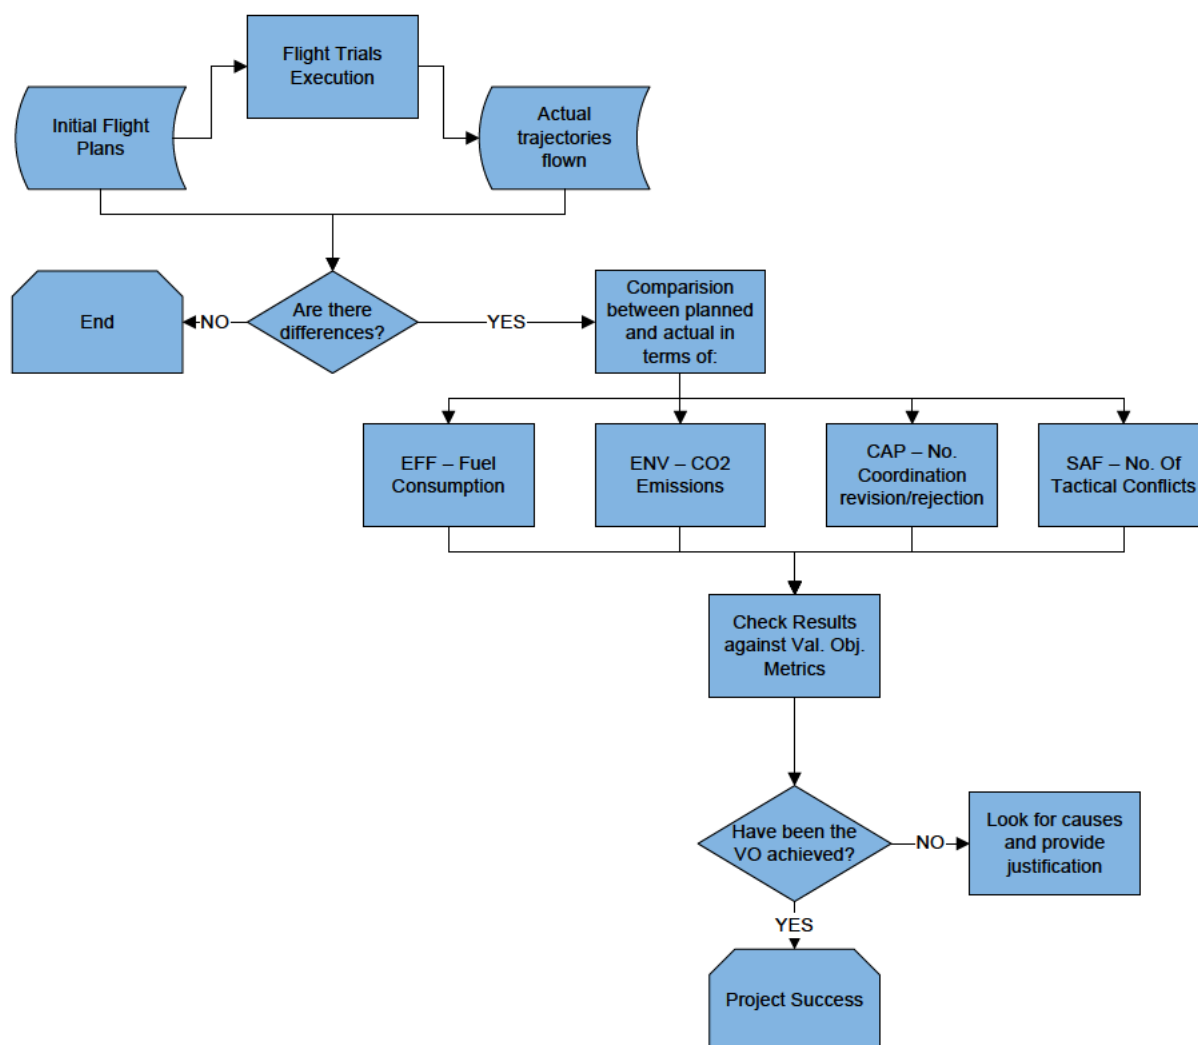 Flight Trials
Execution
Initial Flight
Plans
Actual
trajectories
flown
End
NO
Are there
differences?
YES
Comparision
between planned
and actual in
terms of:
EFF – Fuel
Consumption
ENV – CO2
Emissions
CAP – No.
Coordination
revision/rejection
SAF – No. Of
Tactical Conflicts
Check Results
against Val. Obj.
Metrics
Have been the
VO achieved?
NO
Look for causes
and provide
justification
YES
Project Success